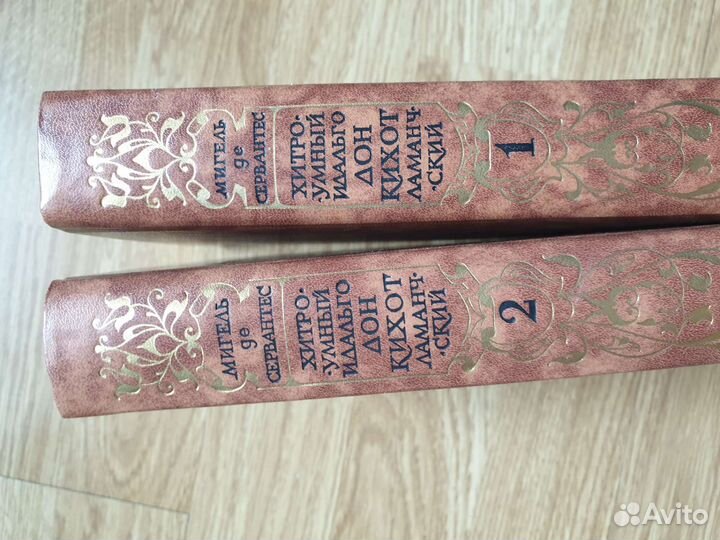 МИГЕЛЬ
де
СЕРВАНТЕС
ХИТРО-
УМНЫЙ
ИДАЛЬГО
ДОН
КИХОТ
ЛАМАНЧ-
СКИЙ
1
МИГЕЛЬ
де
СЕРВАНТЕС
ХИТРО-
УМНЫЙ
ИДАЛЬГО
ДОН
КИХОТ
ЛАМАНЧ-
СКИЙ
2
Avito